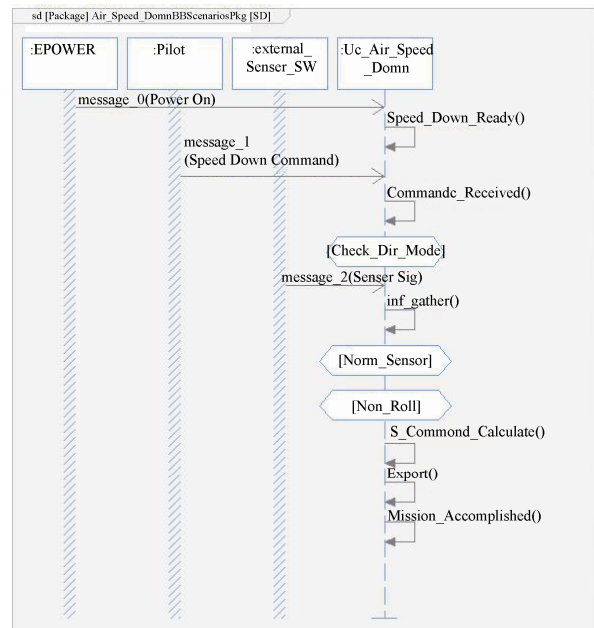 sd [Package] Air_Speed_DomnBBScenariosPkg [SD]
:EPOWER
:Pilot
:external_
Senser_SW
:Uc_Air_Speed
_Domn
message_0(Power On)
Speed_Down_Ready()
message_1
(Speed Down Command)
Commandc_Received()
[Check_Dir_Mode]
message_2(Senser Sig)
inf_gather()
[Norm_Sensor]
[Non_Roll]
S_Commond_Calculate()
Export()
Mission_Accomplished()